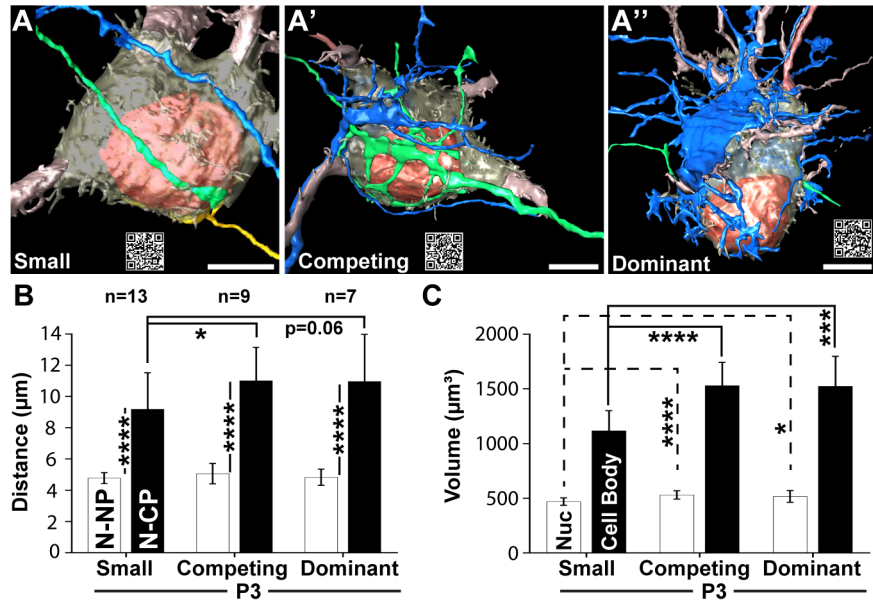 A
A'
A''
Small
Competing
Dominant
B
n=13
n=9
n=7
Distance (µm)
14
12
10
8
6
4
2
0
*
p=0.06
****
****
****
N-NP
N-CP
Small
Competing
Dominant
P3
C
Volume (µm³)
2000
1500
1000
500
0
****
***
****
*
Nuc
Cell Body
Small
Competing
Dominant
P3